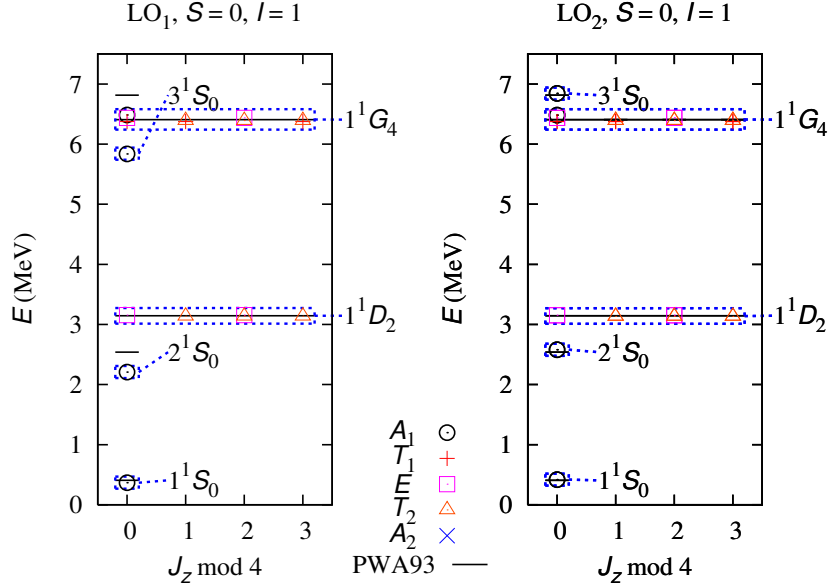 LO₁, S = 0, I = 1
7
6
5
4
3
2
1
0
E (MeV)
3¹S₀
1¹G₄
1¹D₂
2¹S₀
1¹S₀
0 1 2 3
J_z mod 4
A₁
T₁
E
T₂
A₂
PWA93
LO₂, S = 0, I = 1
7
6
5
4
3
2
1
0
E (MeV)
3¹S₀
1¹G₄
1¹D₂
2¹S₀
1¹S₀
0 1 2 3
J_z mod 4